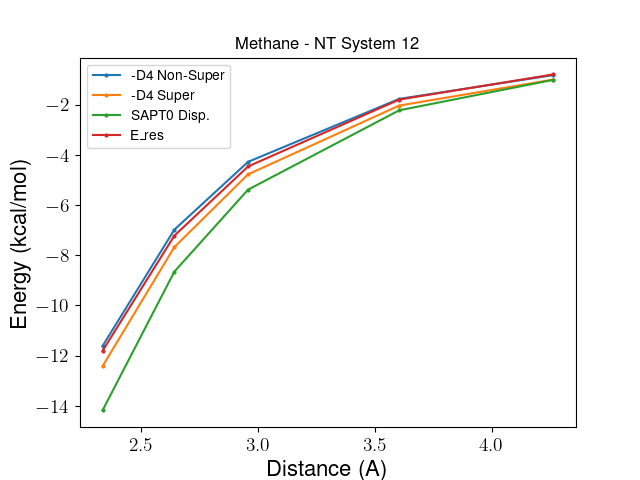 Methane - NT System 12
-D4 Non-Super
-D4 Super
SAPT0 Disp.
E_res
Energy (kcal/mol)
−2
−4
−6
−8
−10
−12
−14
2.5 3.0 3.5 4.0
Distance (A)